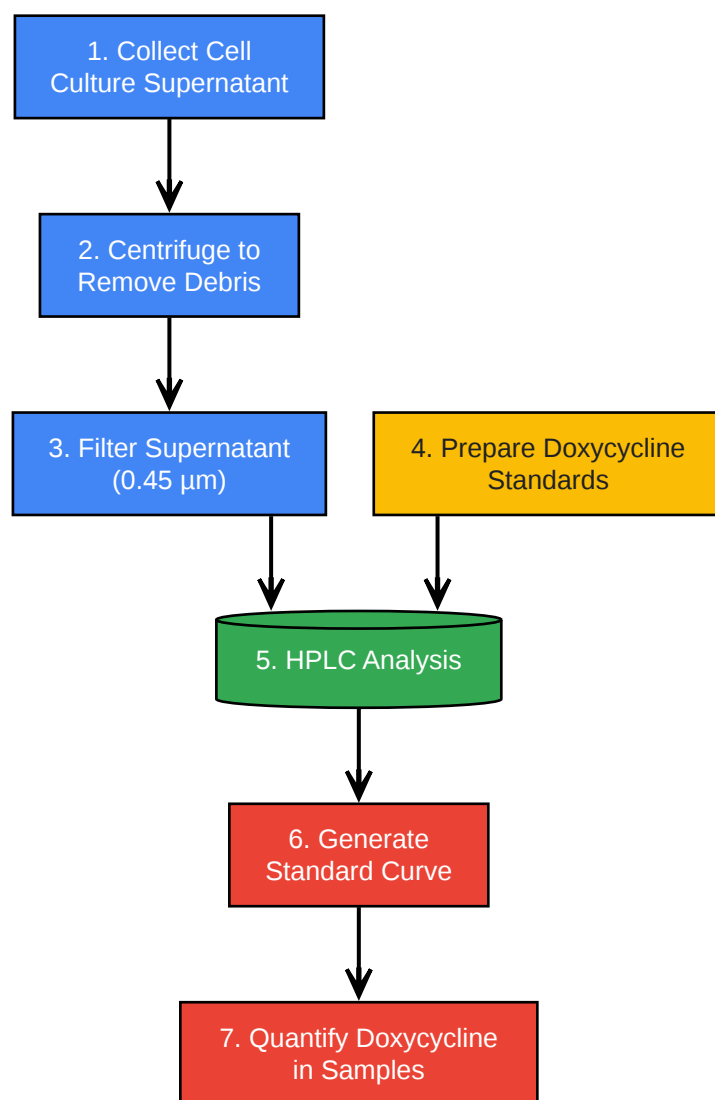 1. Collect Cell
Culture Supernatant
2. Centrifuge to
Remove Debris
3. Filter Supernatant
(0.45 µm)
4. Prepare Doxycycline
Standards
5. HPLC Analysis
6. Generate
Standard Curve
7. Quantify Doxycycline
in Samples